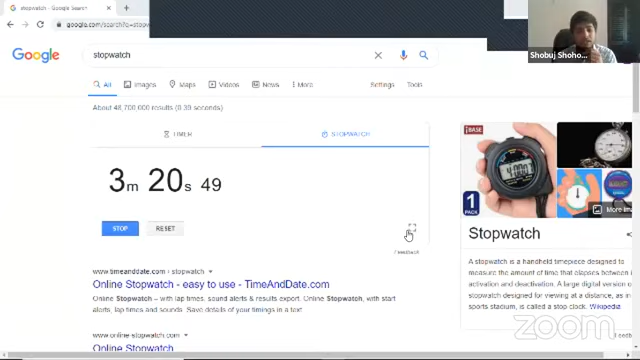 stopwatch - Google Search
google.com/search?q=stopw
Shobuj Shoho...
Google
stopwatch
All
Images
Maps
Videos
News
More
Settings
Tools
About 48,700,000 results (0.39 seconds)
TIMER
STOPWATCH
3m 20s 49
STOP
RESET
Feedback
BASE
1
PACK
More im
Stopwatch
www.timeanddate.com › stopwatch
Online Stopwatch - easy to use - TimeAndDate.com
Online Stopwatch - with lap times, sound alerts & results export. Online Stopwatch, with start
alerts, lap times and sounds. Save details of your timings in a text file.
A stopwatch is a handheld timepiece designed to
measure the amount of time that elapses between i
activation and deactivation. A large digital version of
stopwatch designed for viewing at a distance, as in
sports stadium, is called a stop clock. Wikipedia
www.online-stopwatch.com
Online Stopwatch
zoom